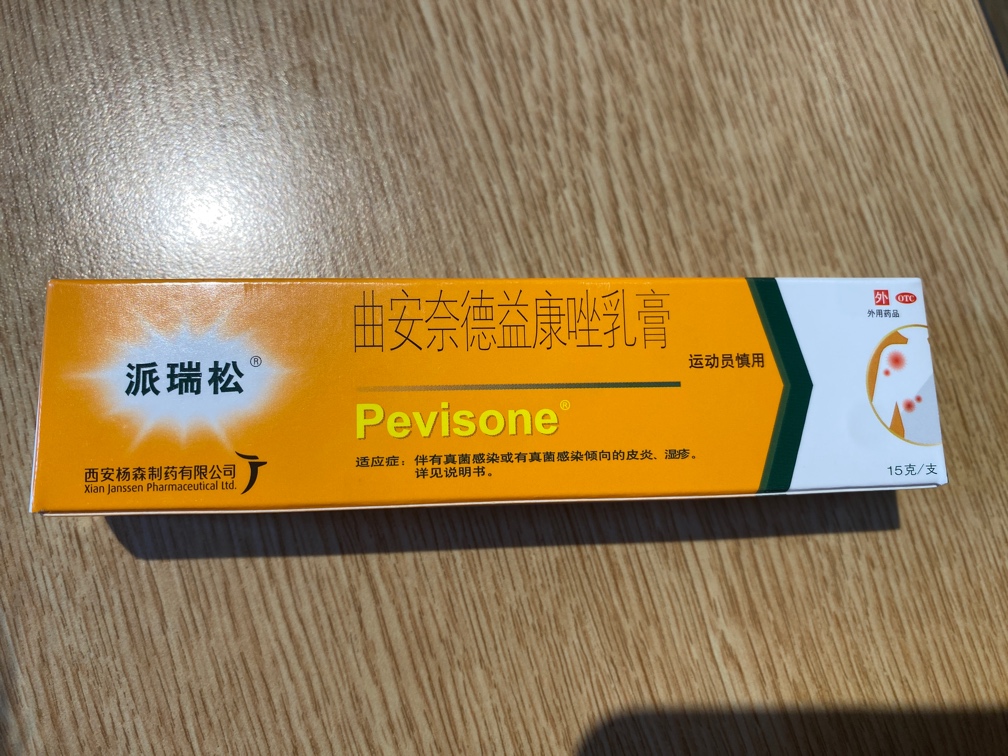 派瑞松®
西安杨森制药有限公司
Xian Janssen Pharmaceutical Ltd.
曲安奈德益康唑乳膏
运动员慎用
Pevisone®
适应症：伴有真菌感染或有真菌感染倾向的皮炎、湿疹。
详见说明书。
外 OTC
外用药品
15克/支